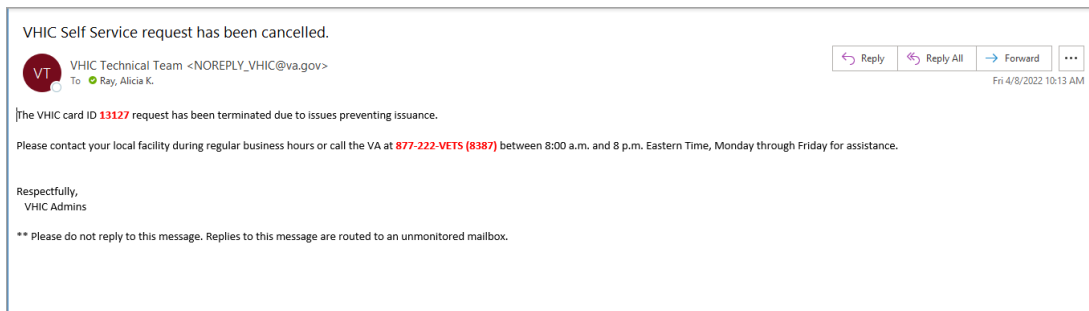 VHIC Self Service request has been cancelled.
VT
VHIC Technical Team <NOREPLY_VHIC@va.gov>
To Ray, Alicia K.
Reply
Reply All
Forward
...
Fri 4/8/2022 10:13 AM
The VHIC card ID 13127 request has been terminated due to issues preventing issuance.
Please contact your local facility during regular business hours or call the VA at 877-222-VETS (8387) between 8:00 a.m. and 8 p.m. Eastern Time, Monday through Friday for assistance.
Respectfully,
VHIC Admins
** Please do not reply to this message. Replies to this message are routed to an unmonitored mailbox.